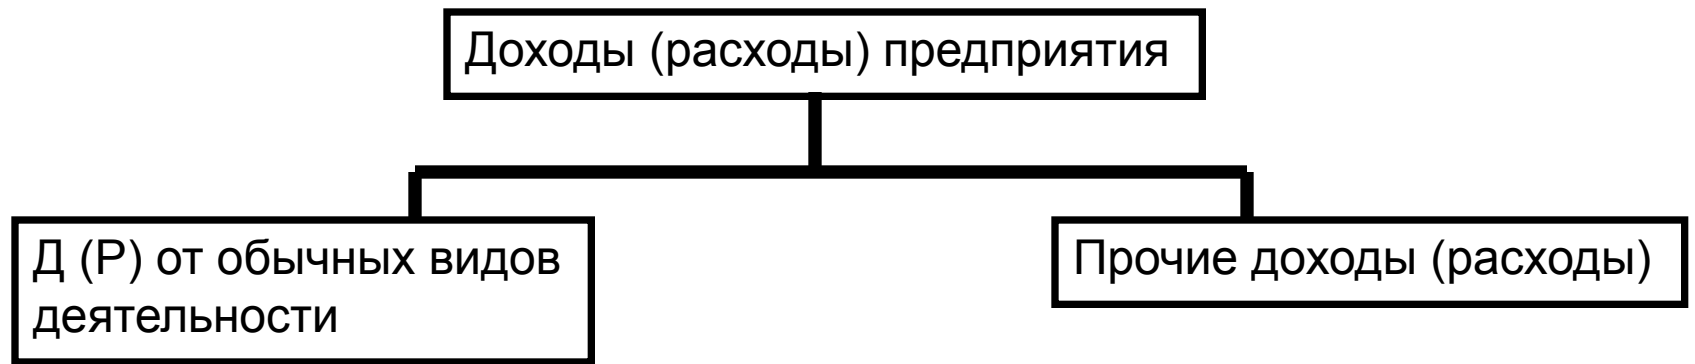 Доходы (расходы) предприятия
Д (Р) от обычных видов
деятельности
Прочие доходы (расходы)